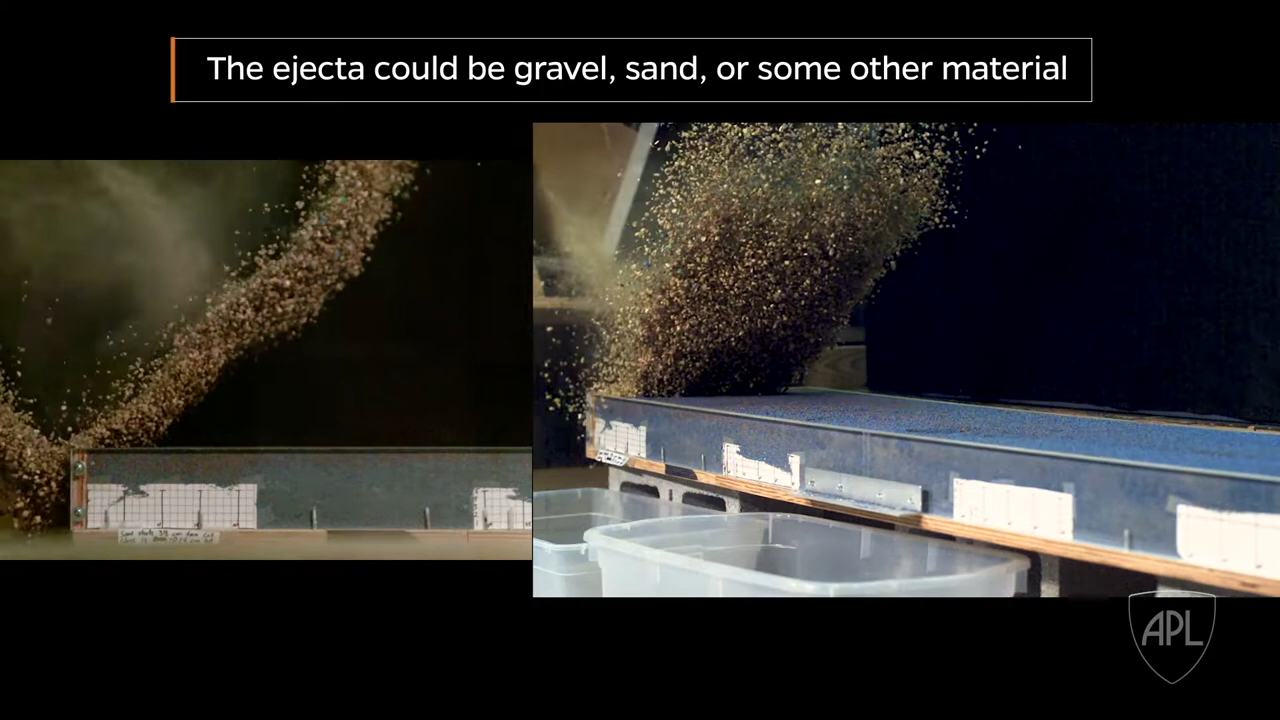 The ejecta could be gravel, sand, or some other material
APL